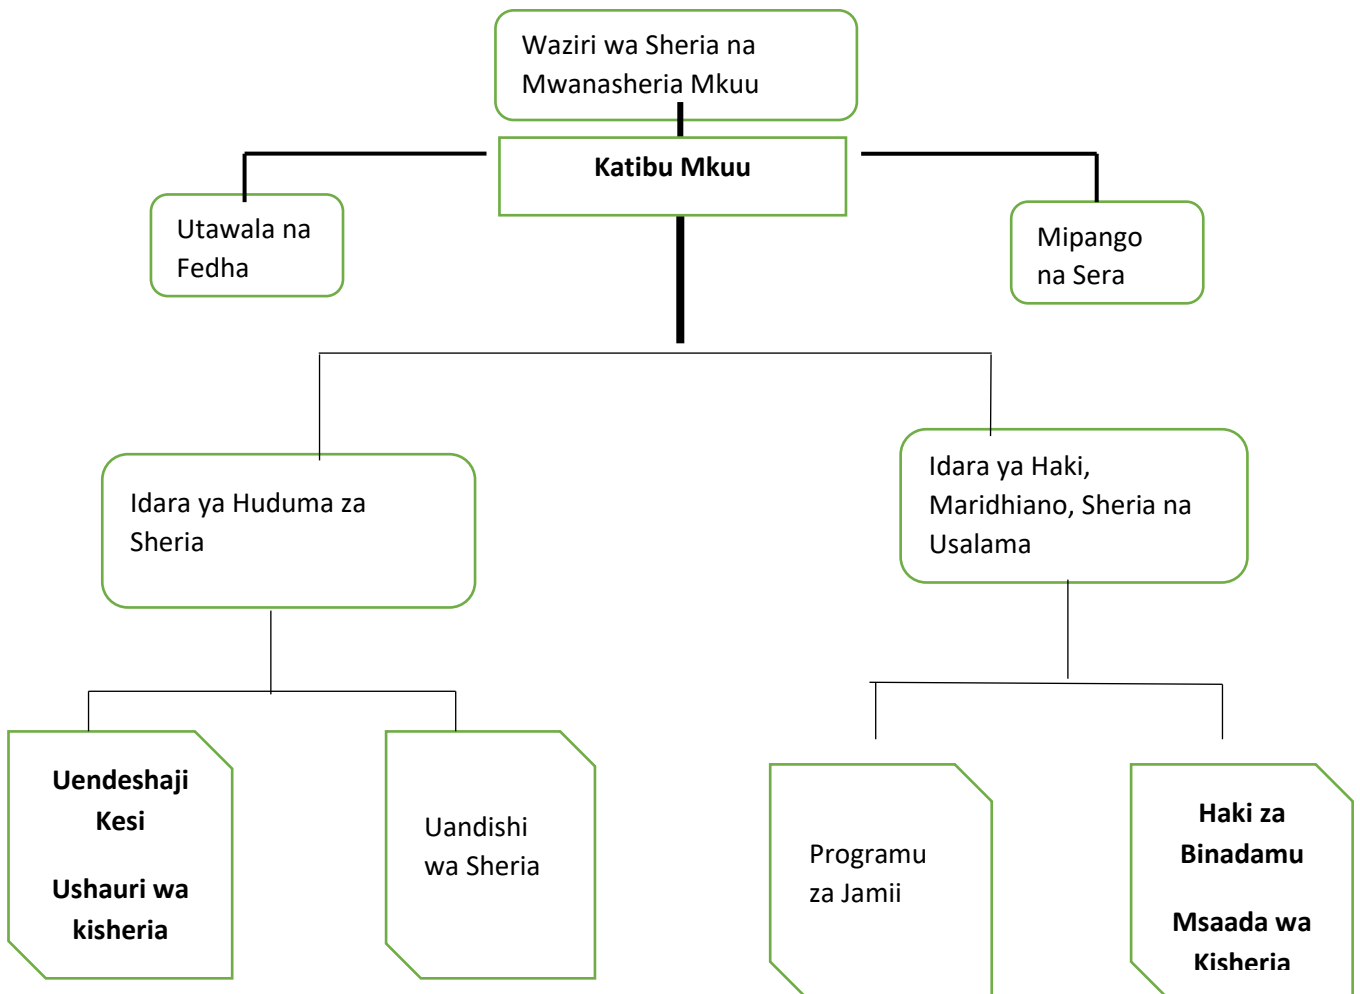 Waziri wa Sheria na
Mwanasheria Mkuu
Katibu Mkuu
Utawala na
Fedha
Mipango
na Sera
Idara ya Huduma za
Sheria
Idara ya Haki,
Maridhiano, Sheria na
Usalama
Uendeshaji
Kesi
Ushauri wa
kisheria
Uandishi
wa Sheria
Programu
za Jamii
Haki za
Binadamu
Msaada wa
Kisheria